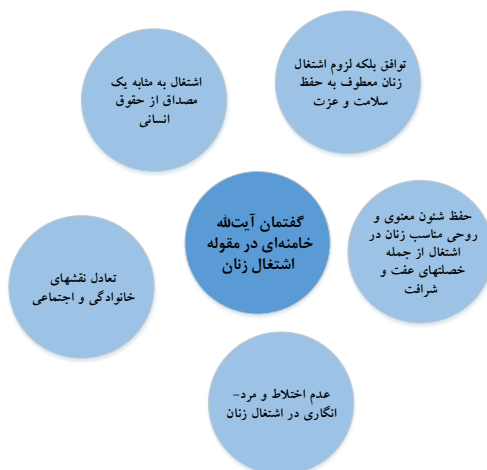 توافق بلکه لزوم اشتغال
زنان معطوف به حفظ
سلامت و عزت
اشتغال به مثابه یک
مصداق از حقوق
انسانی
گفتمان آیت‌الله
خامنه‌ای در مقوله
اشتغال زنان
حفظ شئون معنوی و
روحی مناسب زنان در
اشتغال از جمله
خصلتهای عفت و
شرافت
تعادل نقشهای
خانوادگی و اجتماعی
عدم اختلاط و مرد-
انگاری در اشتغال زنان